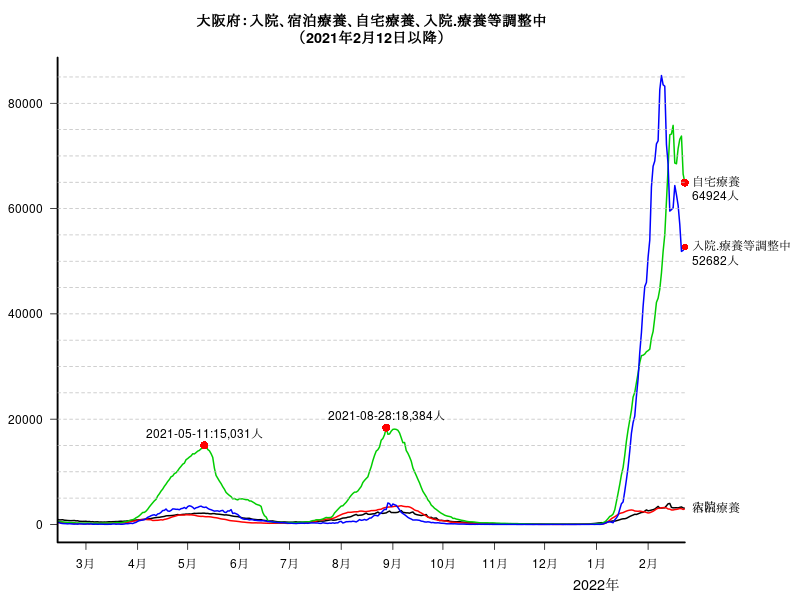 大阪府：入院、宿泊療養、自宅療養、入院.療養等調整中
（2021年2月12日以降）
80000
60000
40000
20000
0
自宅療養
64924人
入院.療養等調整中
52682人
2021-08-28:18,384人
2021-05-11:15,031人
療養
3月
4月
5月
6月
7月
8月
9月
10月
11月
12月
1月
2月
2022年